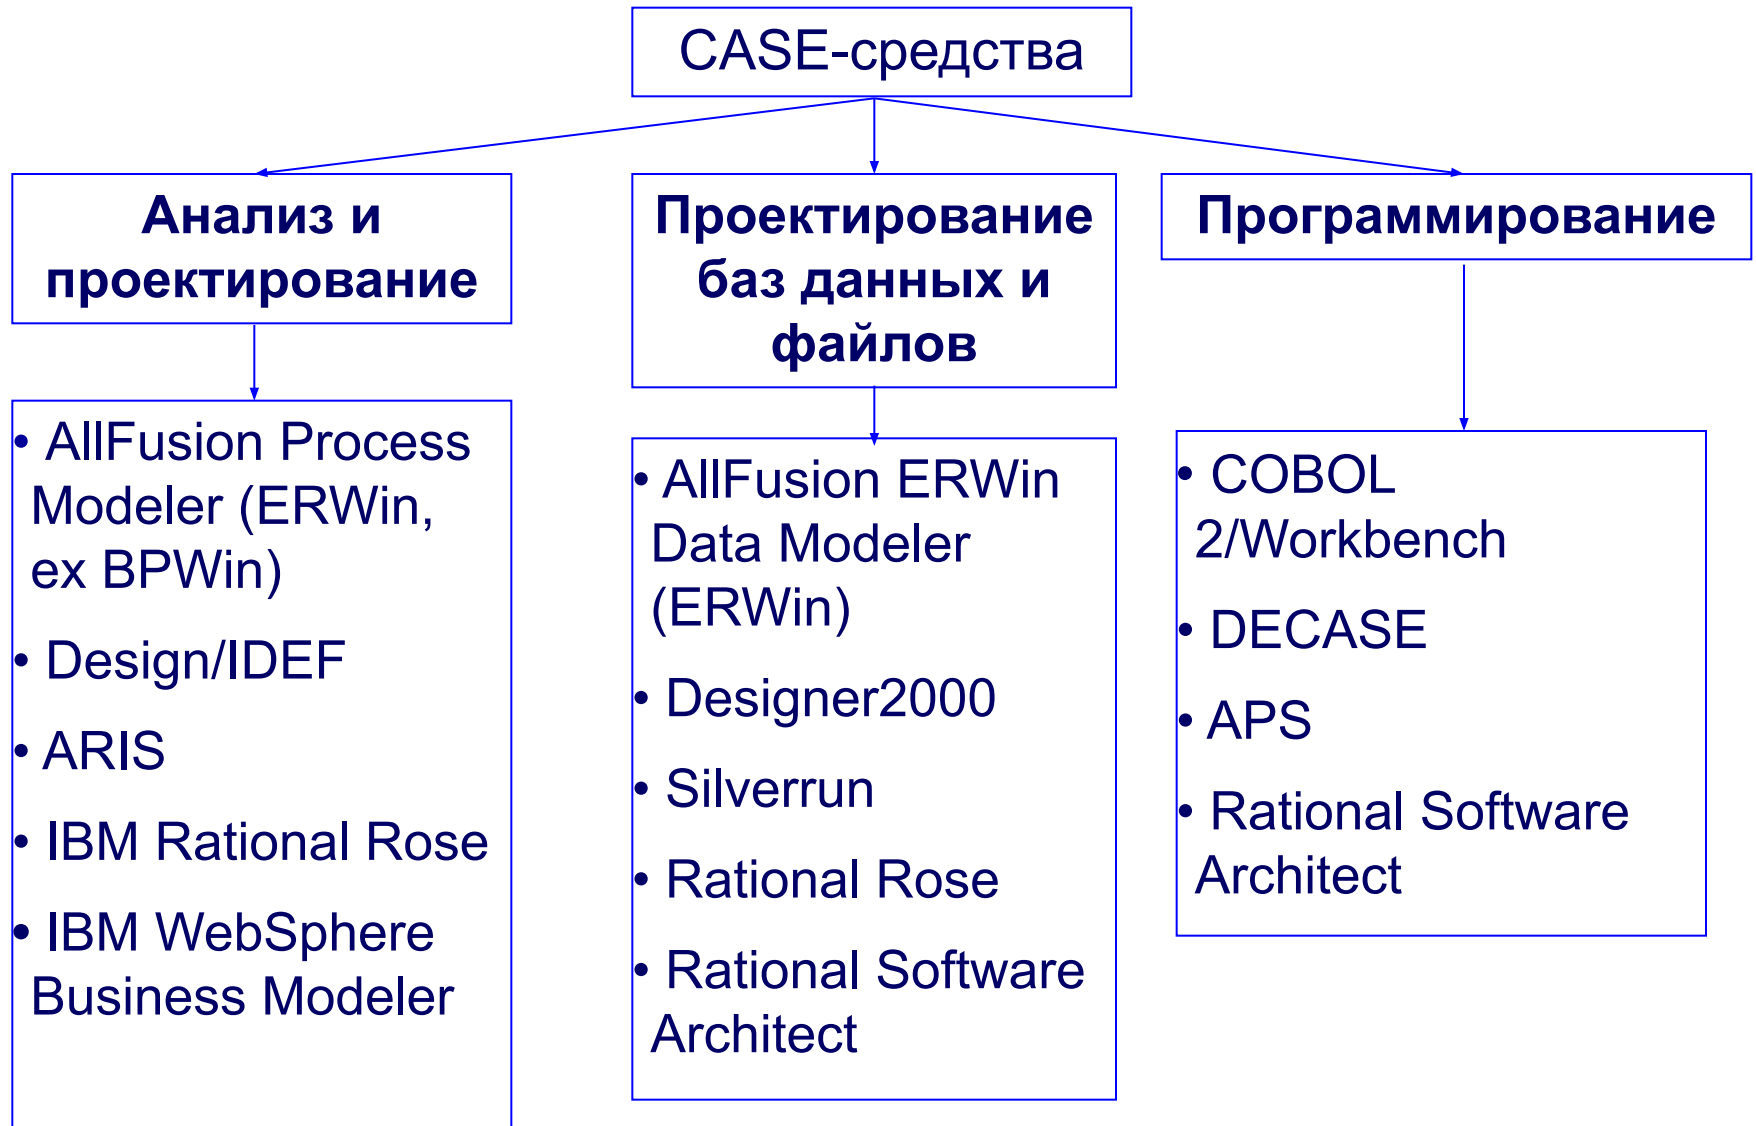 CASE-средства
Анализ и
проектирование
• AllFusion Process
Modeler (ERWin,
ex BPWin)
• Design/IDEF
• ARIS
• IBM Rational Rose
• IBM WebSphere
Business Modeler
Проектирование
баз данных и
файлов
• AllFusion ERWin
Data Modeler
(ERWin)
• Designer2000
• Silverrun
• Rational Rose
• Rational Software
Architect
Программирование
• COBOL
2/Workbench
• DECASE
• APS
• Rational Software
Architect